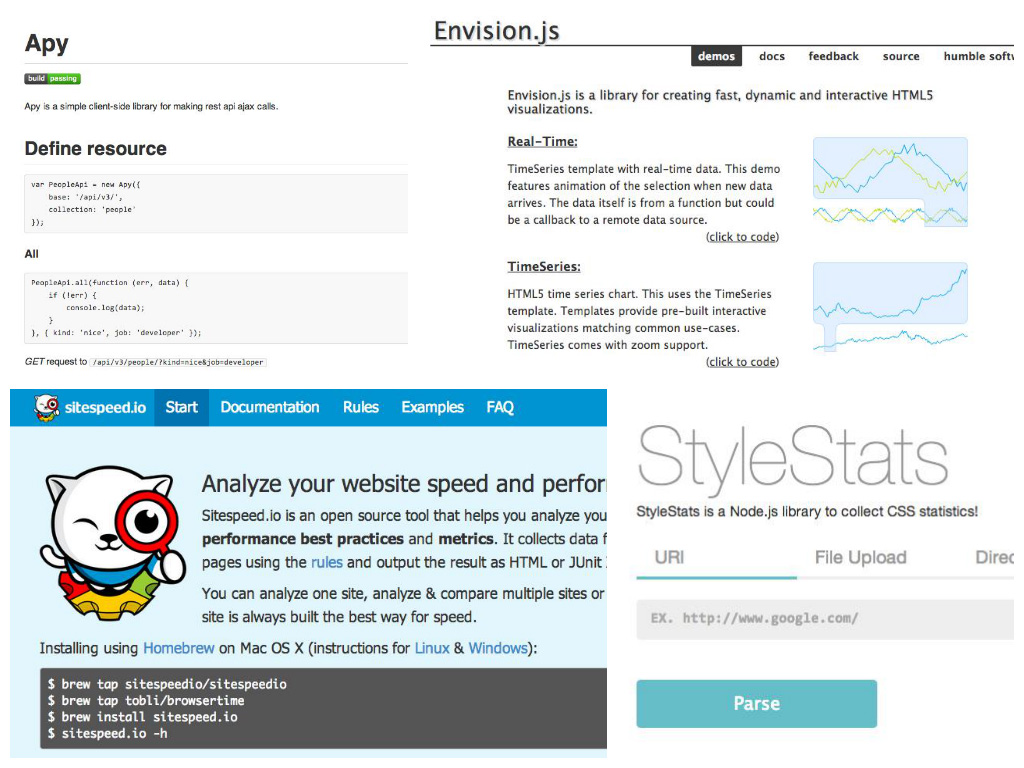 Apy
build passing
Apy is a simple client-side library for making rest api ajax calls.
Define resource
var PeopleApi = new Apy({
base: '/api/v3/',
collection: 'people'
});
All
PeopleApi.all(function (err, data) {
if (!err) {
console.log(data);
}
}, { kind: 'nice', job: 'developer' });
GET request to /api/v3/people/?kind=nice&job=developer
Envision.js
demos docs feedback source humble softw
Envision.js is a library for creating fast, dynamic and interactive HTML5
visualizations.
Real-Time:
TimeSeries template with real-time data. This demo
features animation of the selection when new data
arrives. The data itself is from a function but could
be a callback to a remote data source.
(click to code)
TimeSeries:
HTML5 time series chart. This uses the TimeSeries
template. Templates provide pre-built interactive
visualizations matching common use-cases.
TimeSeries comes with zoom support.
(click to code)
sitespeed.io Start Documentation Rules Examples FAQ
Analyze your website speed and perfor
Sitespeed.io is an open source tool that helps you analyze you
performance best practices and metrics. It collects data f
pages using the rules and output the result as HTML or JUnit
You can analyze one site, analyze & compare multiple sites or
site is always built the best way for speed.
Installing using Homebrew on Mac OS X (instructions for Linux & Windows):
$ brew tap sitespeedio/sitespeedio
$ brew tap tobli/browsertime
$ brew install sitespeed.io
$ sitespeed.io -h
StyleStats
StyleStats is a Node.js library to collect CSS statistics!
URI File Upload Direc
EX. http://www.google.com/
Parse